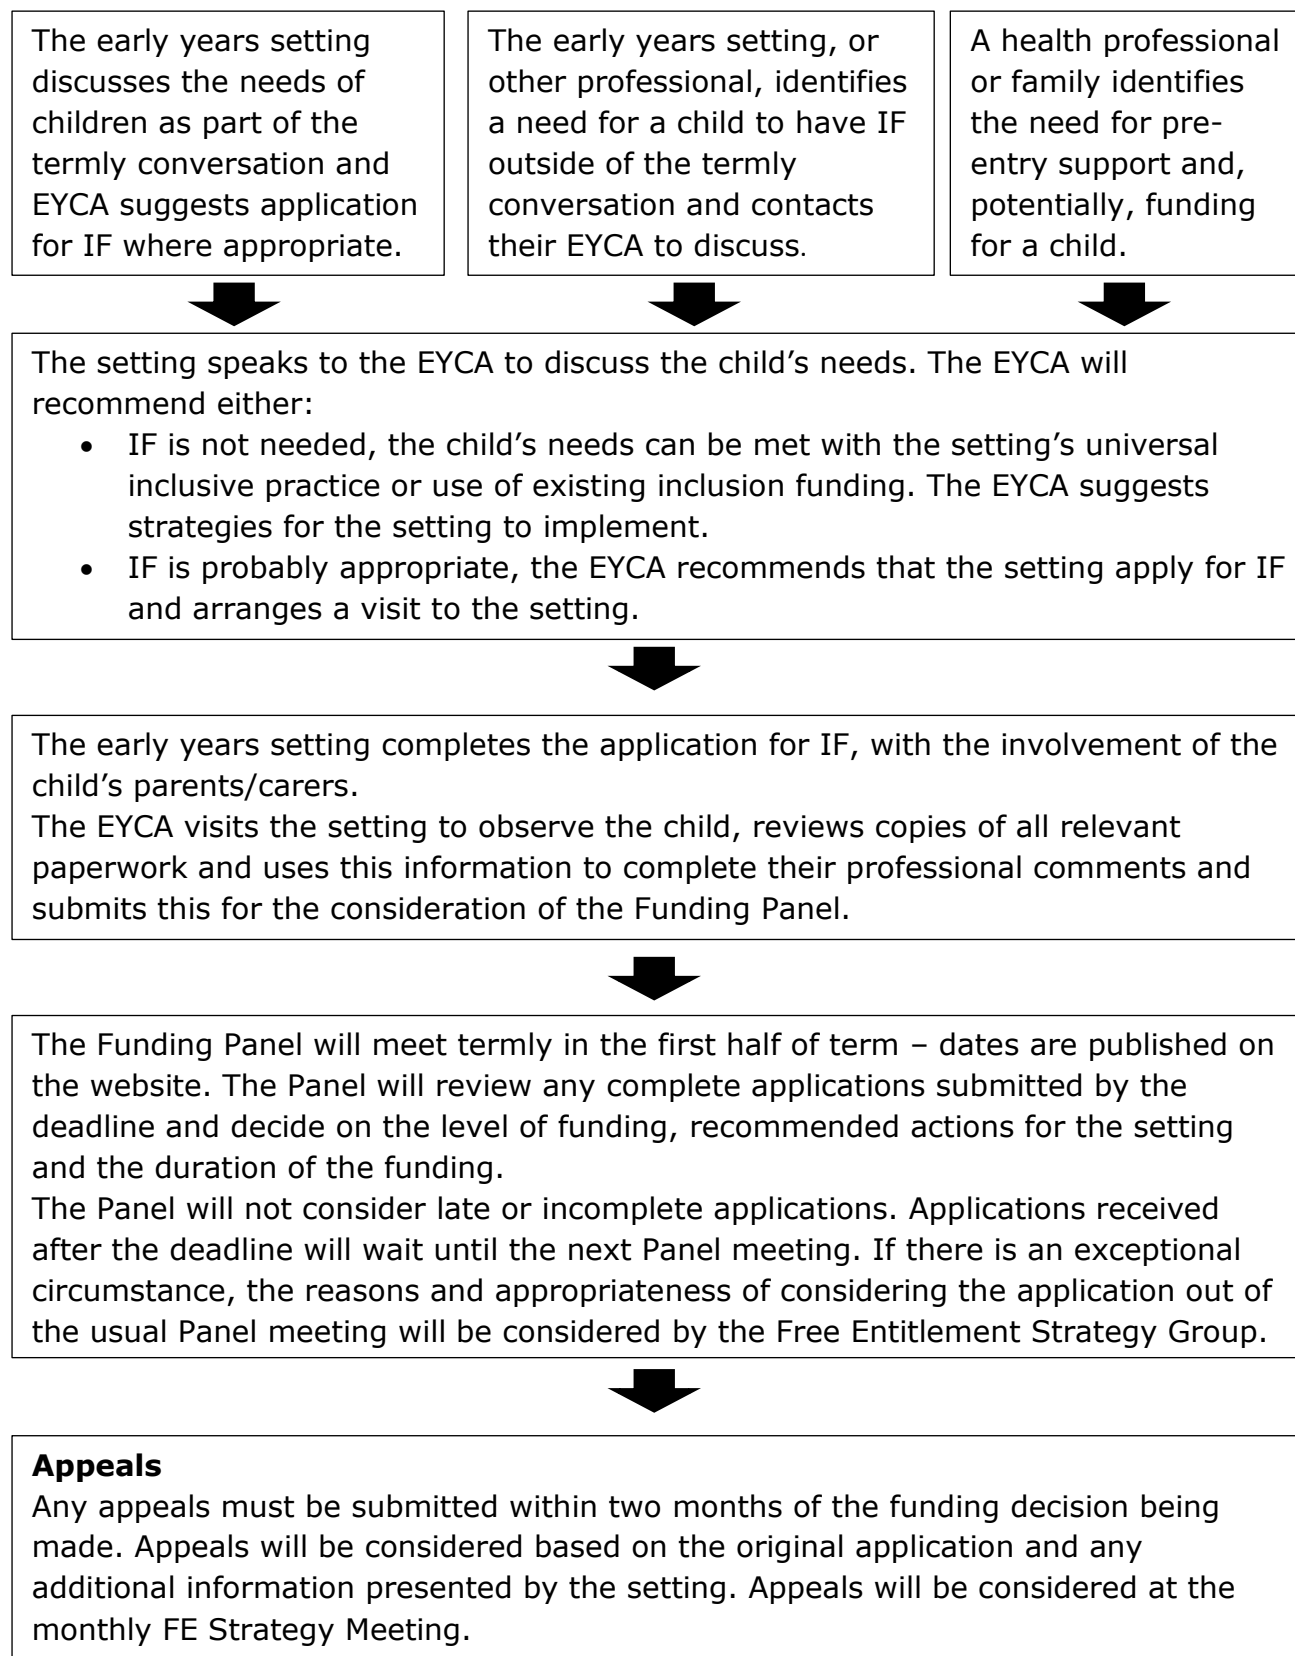 The early years setting
discusses the needs of
children as part of the
termly conversation and
EYCA suggests application
for IF where appropriate.
The early years setting, or
other professional, identifies
a need for a child to have IF
outside of the termly
conversation and contacts
their EYCA to discuss.
A health professional
or family identifies
the need for pre-
entry support and,
potentially, funding
for a child.
The setting speaks to the EYCA to discuss the child’s needs. The EYCA will
recommend either:
• IF is not needed, the child’s needs can be met with the setting’s universal
inclusive practice or use of existing inclusion funding. The EYCA suggests
strategies for the setting to implement.
• IF is probably appropriate, the EYCA recommends that the setting apply for IF
and arranges a visit to the setting.
The early years setting completes the application for IF, with the involvement of the
child’s parents/carers.
The EYCA visits the setting to observe the child, reviews copies of all relevant
paperwork and uses this information to complete their professional comments and
submits this for the consideration of the Funding Panel.
The Funding Panel will meet termly in the first half of term – dates are published on
the website. The Panel will review any complete applications submitted by the
deadline and decide on the level of funding, recommended actions for the setting
and the duration of the funding.
The Panel will not consider late or incomplete applications. Applications received
after the deadline will wait until the next Panel meeting. If there is an exceptional
circumstance, the reasons and appropriateness of considering the application out of
the usual Panel meeting will be considered by the Free Entitlement Strategy Group.
Appeals
Any appeals must be submitted within two months of the funding decision being
made. Appeals will be considered based on the original application and any
additional information presented by the setting. Appeals will be considered at the
monthly FE Strategy Meeting.